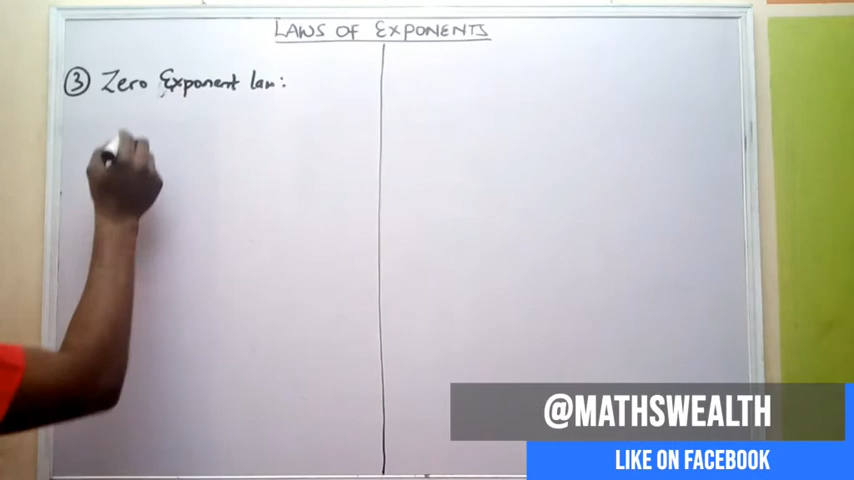 LAWS OF EXPONENTS
③ Zero Exponent law:
@MATHSWEALTH
LIKE ON FACEBOOK